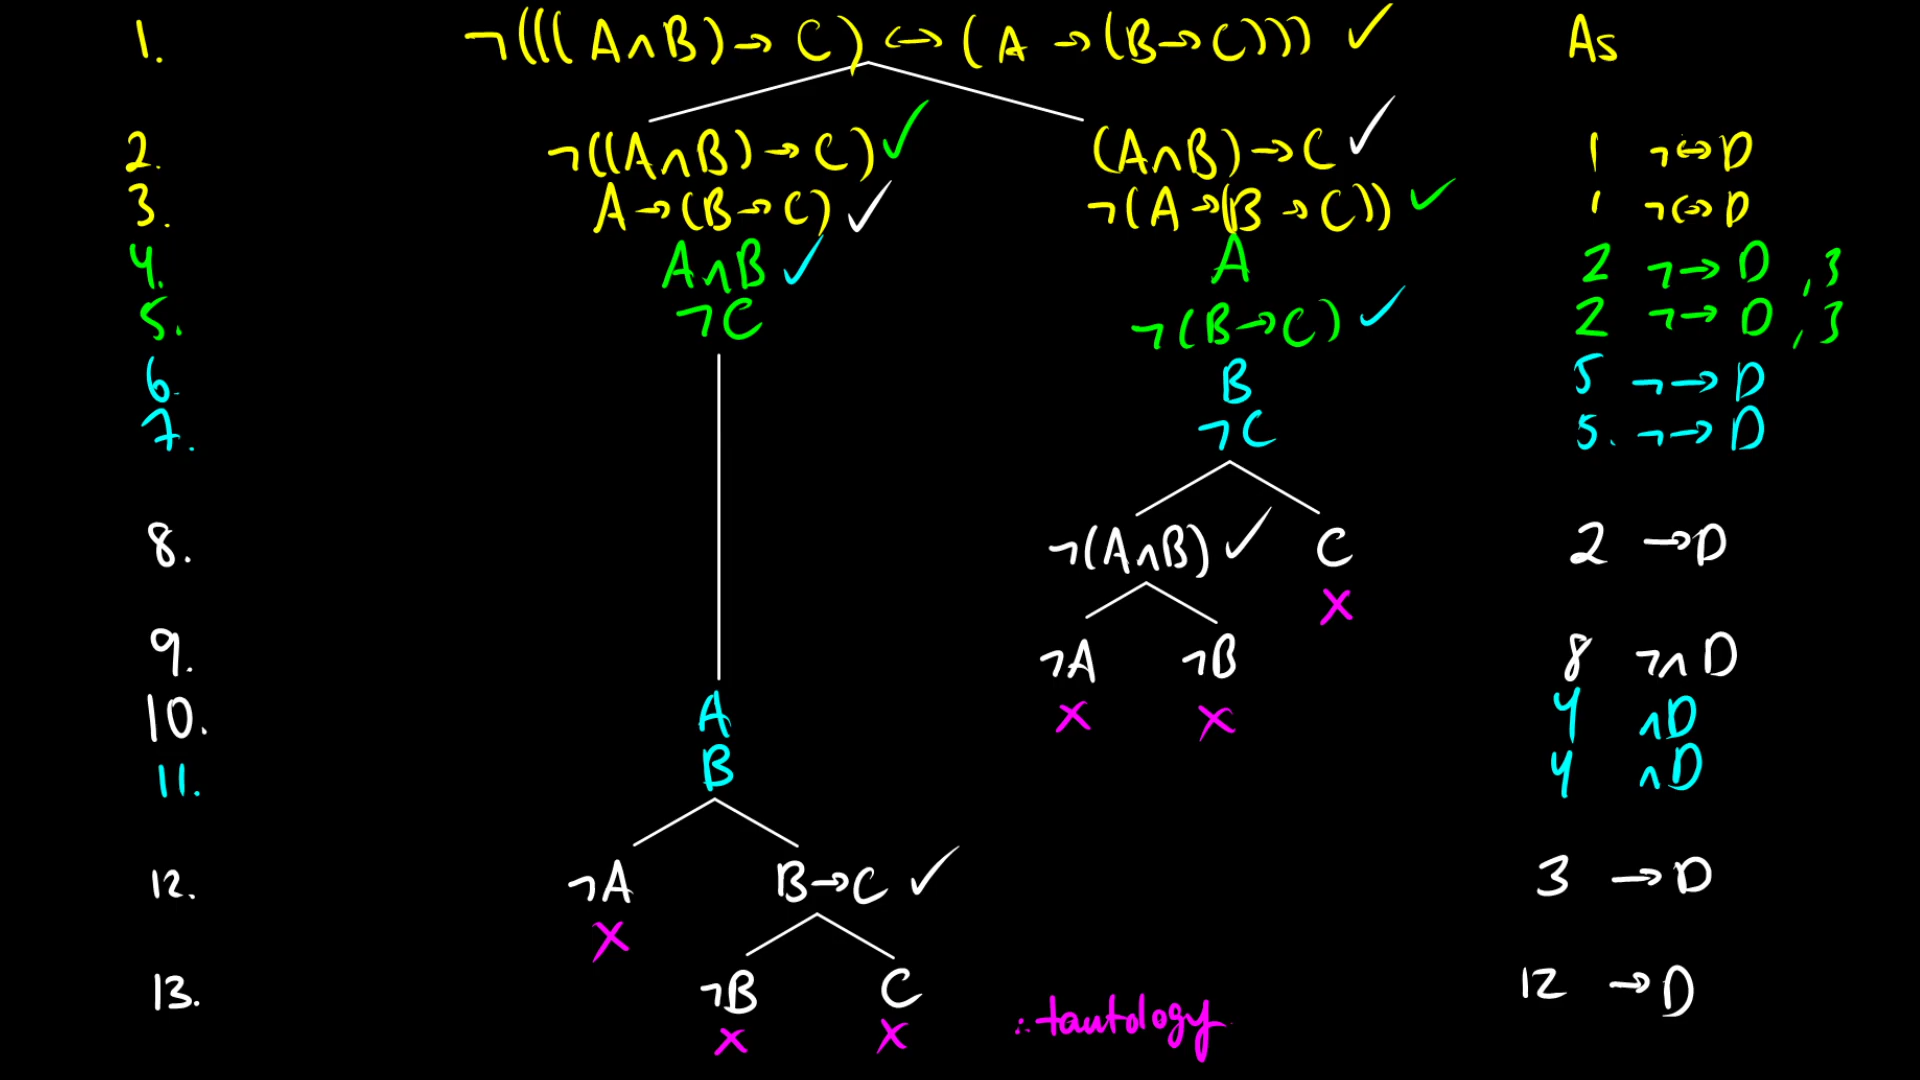 1. ¬(((A∧B)→C)↔(A→(B→C))) ✓ As
2. ¬((A∧B)→C) ✓ (A∧B)→C ✓ 1 ¬↔D
3. A→(B→C) ✓ ¬(A→(B→C)) ✓ 1 ¬↔D
4. A∧B ✓ A 2 ¬→D ,3
5. ¬C ¬(B→C) ✓ 2 ¬→D ,3
6. B 5 ¬→D
7. ¬C 5. ¬→D
8. ¬(A∧B) ✓ C 2 →D
X
9. ¬A ¬B 8 ¬∧D
X X
10. A 4 ∧D
11. B 4 ∧D
12. ¬A B→C ✓ 3 →D
X
13. ¬B C 12 →D
X X
∴ tautology